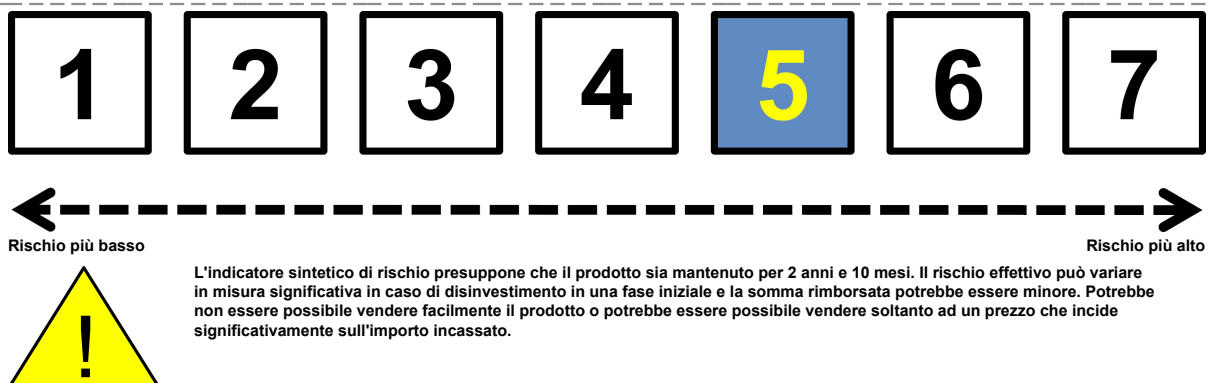 1 2 3 4 5 6 7
Rischio più basso Rischio più alto
L'indicatore sintetico di rischio presuppone che il prodotto sia mantenuto per 2 anni e 10 mesi. Il rischio effettivo può variare
in misura significativa in caso di disinvestimento in una fase iniziale e la somma rimborsata potrebbe essere minore. Potrebbe
non essere possibile vendere facilmente il prodotto o potrebbe essere possibile vendere soltanto ad un prezzo che incide
significativamente sull'importo incassato.
!